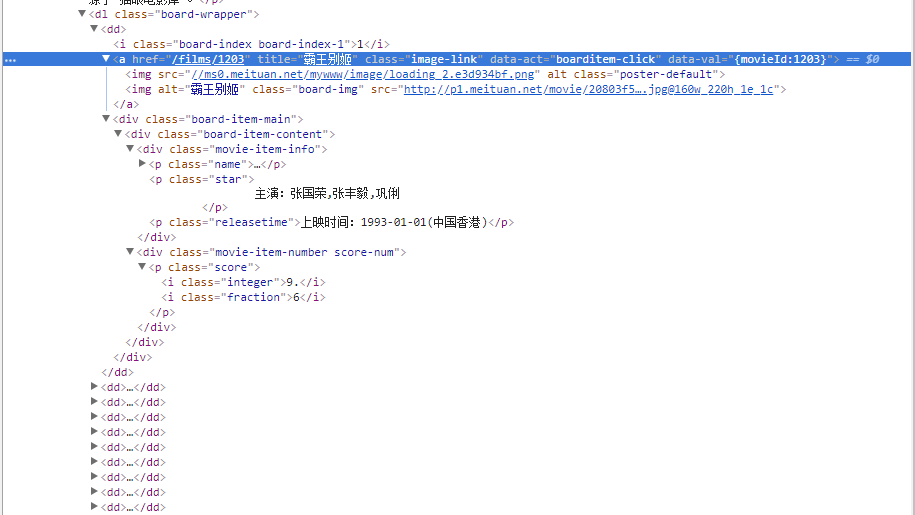 源于“猫眼电影库”。</p>
▼<dl class="board-wrapper">
▼<dd>
<i class="board-index board-index-1">1</i>
… ▼<a href="/films/1203" title="霸王别姬" class="image-link" data-act="boarditem-click" data-val="{movieId:1203}"> == $0
<img src="//ms0.meituan.net/mywww/image/loading_2.e3d934bf.png" alt class="poster-default">
<img alt="霸王别姬" class="board-img" src="http://p1.meituan.net/movie/20803f5….jpg@160w_220h_1e_1c">
</a>
▼<div class="board-item-main">
▼<div class="board-item-content">
▼<div class="movie-item-info">
▶<p class="name">…</p>
<p class="star">
主演：张国荣,张丰毅,巩俐
</p>
<p class="releasetime">上映时间：1993-01-01(中国香港)</p>
</div>
▼<div class="movie-item-number score-num">
▼<p class="score">
<i class="integer">9.</i>
<i class="fraction">6</i>
</p>
</div>
</div>
</div>
</dd>
▶<dd>…</dd>
▶<dd>…</dd>
▶<dd>…</dd>
▶<dd>…</dd>
▶<dd>…</dd>
▶<dd>…</dd>
▶<dd>…</dd>
▶<dd>…</dd>
▶<dd>…</dd>